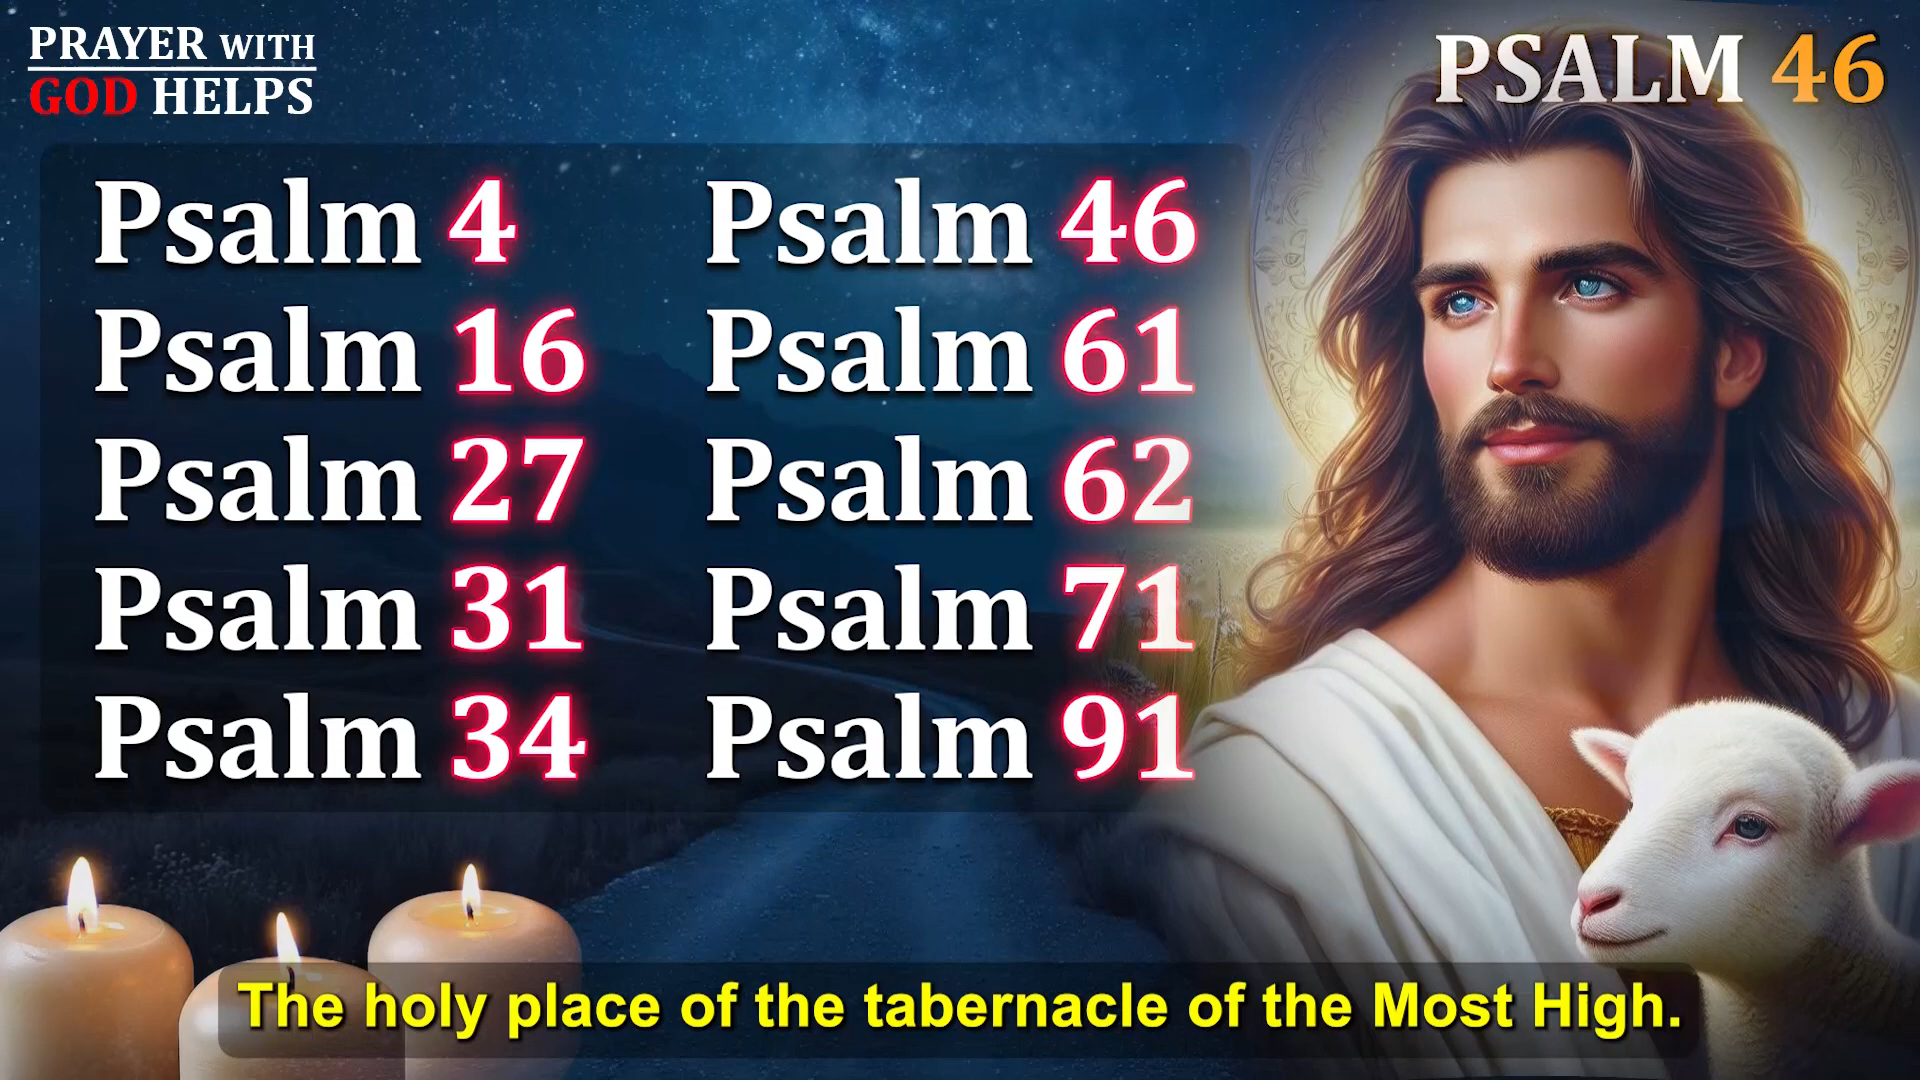 PRAYER WITH
GOD HELPS
PSALM 46
Psalm 4
Psalm 16
Psalm 27
Psalm 31
Psalm 34
Psalm 46
Psalm 61
Psalm 62
Psalm 71
Psalm 91
The holy place of the tabernacle of the Most High.